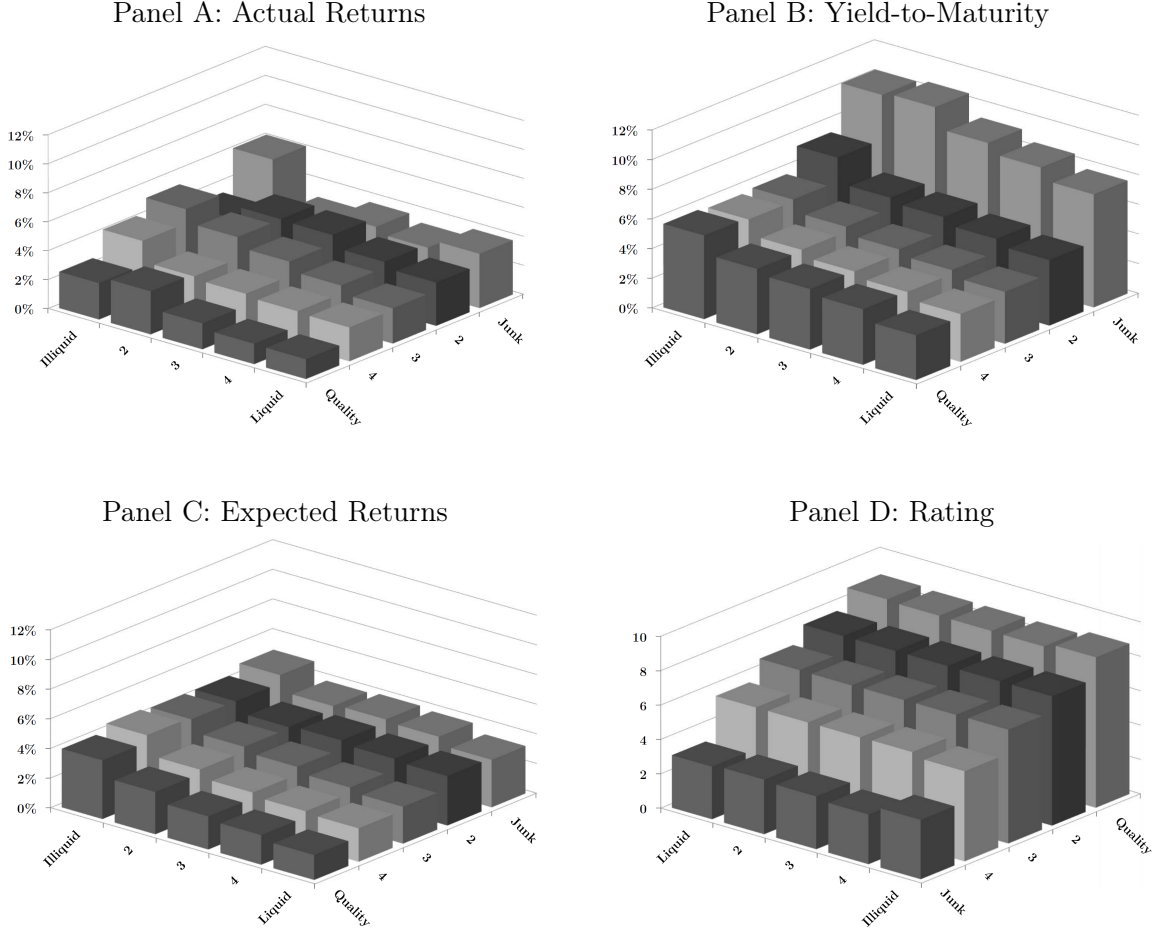 Panel A: Actual Returns
12%
10%
8%
6%
4%
2%
0%
Illiquid
2
3
4
Liquid
Quality
4
3
2
Junk
Panel B: Yield-to-Maturity
12%
10%
8%
6%
4%
2%
0%
Illiquid
2
3
4
Liquid
Quality
4
3
2
Junk
Panel C: Expected Returns
12%
10%
8%
6%
4%
2%
0%
Illiquid
2
3
4
Liquid
Quality
4
3
2
Junk
Panel D: Rating
10
8
6
4
2
0
Liquid
2
3
4
Illiquid
Junk
4
3
2
Quality